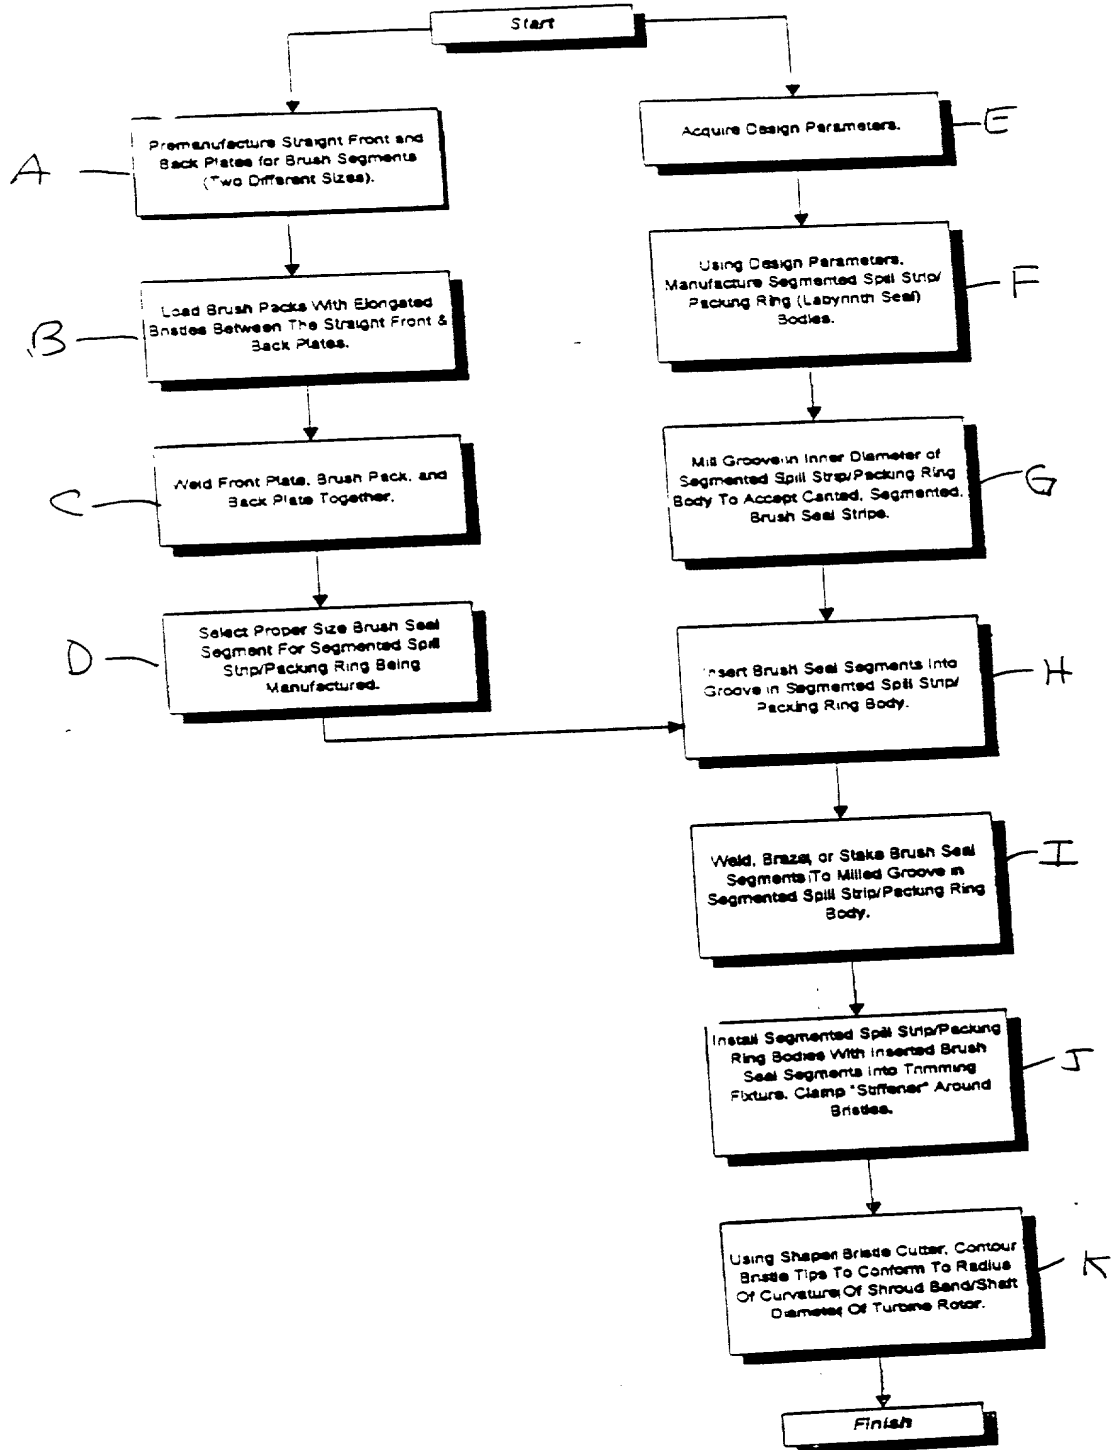 Start
Premanufacture Straight Front and
Back Plates for Brush Segments
(Two Different Sizes).
A
Load Brush Packs With Elongated
Bristles Between The Straight Front &
Back Plates.
B
Weld Front Plate, Brush Pack, and
Back Plate Together.
C
Select Proper Size Brush Seal
Segment For Segmented Spill
Strip/Packing Ring Being
Manufactured.
D
Acquire Design Parameters.
E
Using Design Parameters,
Manufacture Segmented Spill Strip/
Packing Ring (Labyrinth Seal)
Bodies.
F
Mill Groove in Inner Diameter of
Segmented Spill Strip/Packing Ring
Body To Accept Canted, Segmented,
Brush Seal Strips.
G
Insert Brush Seal Segments Into
Groove in Segmented Spill Strip/
Packing Ring Body.
H
Weld, Braze, or Stake Brush Seal
Segments To Milled Groove in
Segmented Spill Strip/Packing Ring
Body.
I
Install Segmented Spill Strip/Packing
Ring Bodies With Inserted Brush
Seal Segments Into Trimming
Fixture. Clamp "Stiffener" Around
Bristles.
J
Using Shaper Bristle Cutter, Contour
Bristle Tips To Conform To Radius
Of Curvature Of Shroud Band/Shaft
Diameter Of Turbine Rotor.
K
Finish